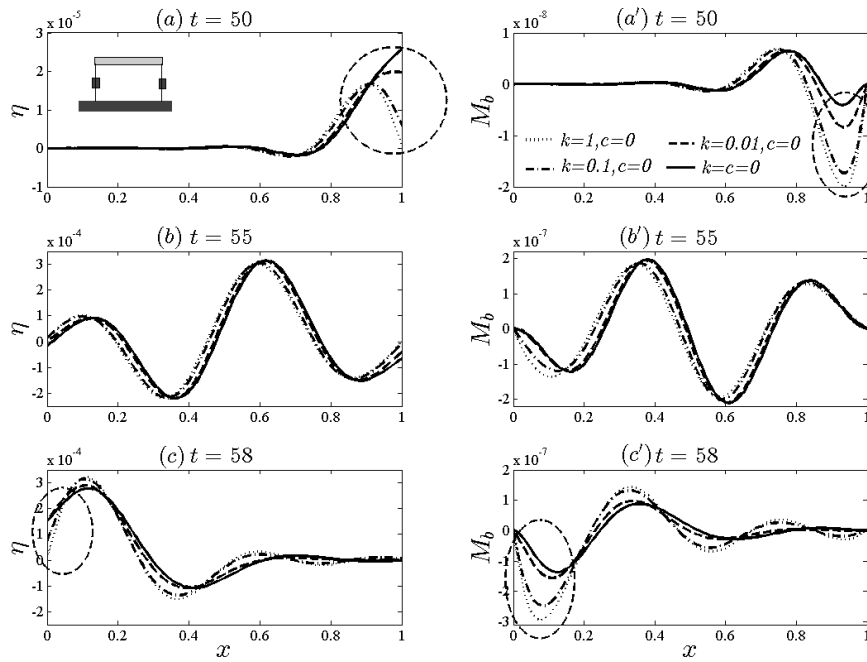 (a) t = 50
x 10⁻⁵
3
2
1
0
-1
η
0 0.2 0.4 0.6 0.8 1
(a′) t = 50
x 10⁻⁸
1
0
-1
-2
M_b
k=1,c=0
k=0.01,c=0
k=0.1,c=0
k=c=0
0 0.2 0.4 0.6 0.8 1
(b) t = 55
x 10⁻⁴
3
2
1
0
-1
-2
η
0 0.2 0.4 0.6 0.8 1
(b′) t = 55
x 10⁻⁷
2
1
0
-1
-2
M_b
0 0.2 0.4 0.6 0.8 1
(c) t = 58
x 10⁻⁴
3
2
1
0
-1
-2
η
0 0.2 0.4 0.6 0.8 1
x
(c′) t = 58
x 10⁻⁷
2
1
0
-1
-2
-3
M_b
0 0.2 0.4 0.6 0.8 1
x